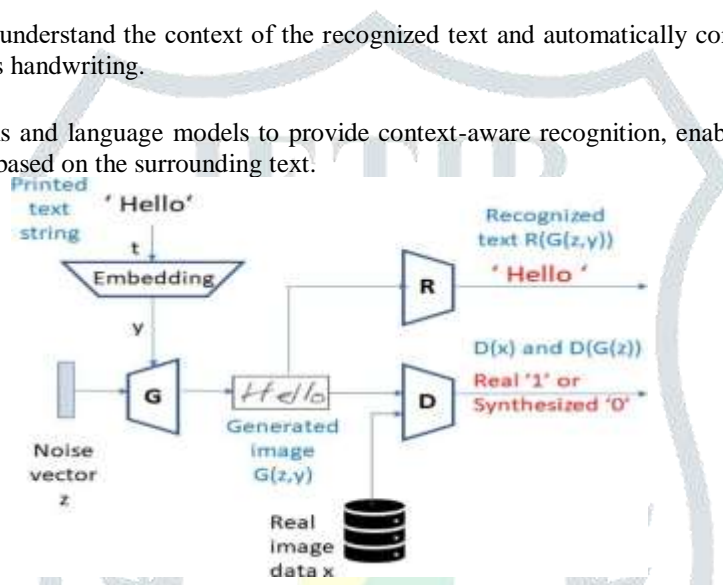 understand the context of the recognized text and automatically co
s handwriting.
s and language models to provide context-aware recognition, enab
based on the surrounding text.
Printed
text
string
' Hello'
t
Embedding
y
Noise
vector
z
G
Hello
Generated
image
G(z,y)
Real
image
data x
R
Recognized
text R(G(z,y))
' Hello '
D
D(x) and D(G(z))
Real '1' or
Synthesized '0'
JETIR